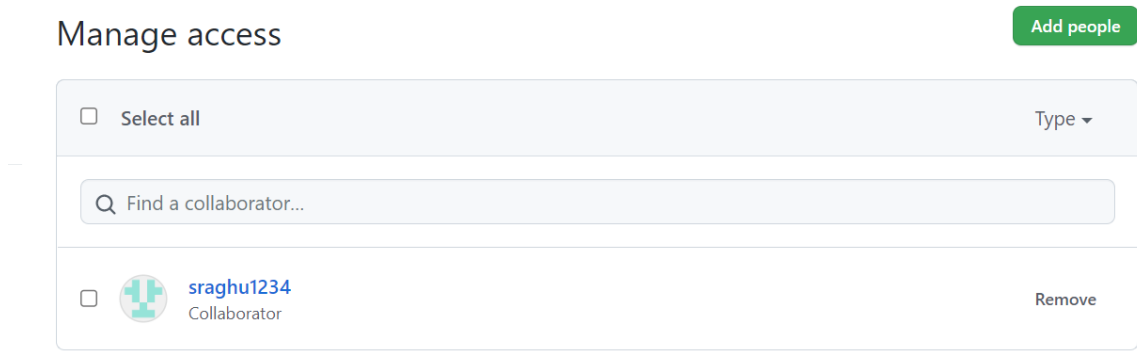 Manage access
Add people
Select all
Type
Find a collaborator...
sraghu1234
Collaborator
Remove